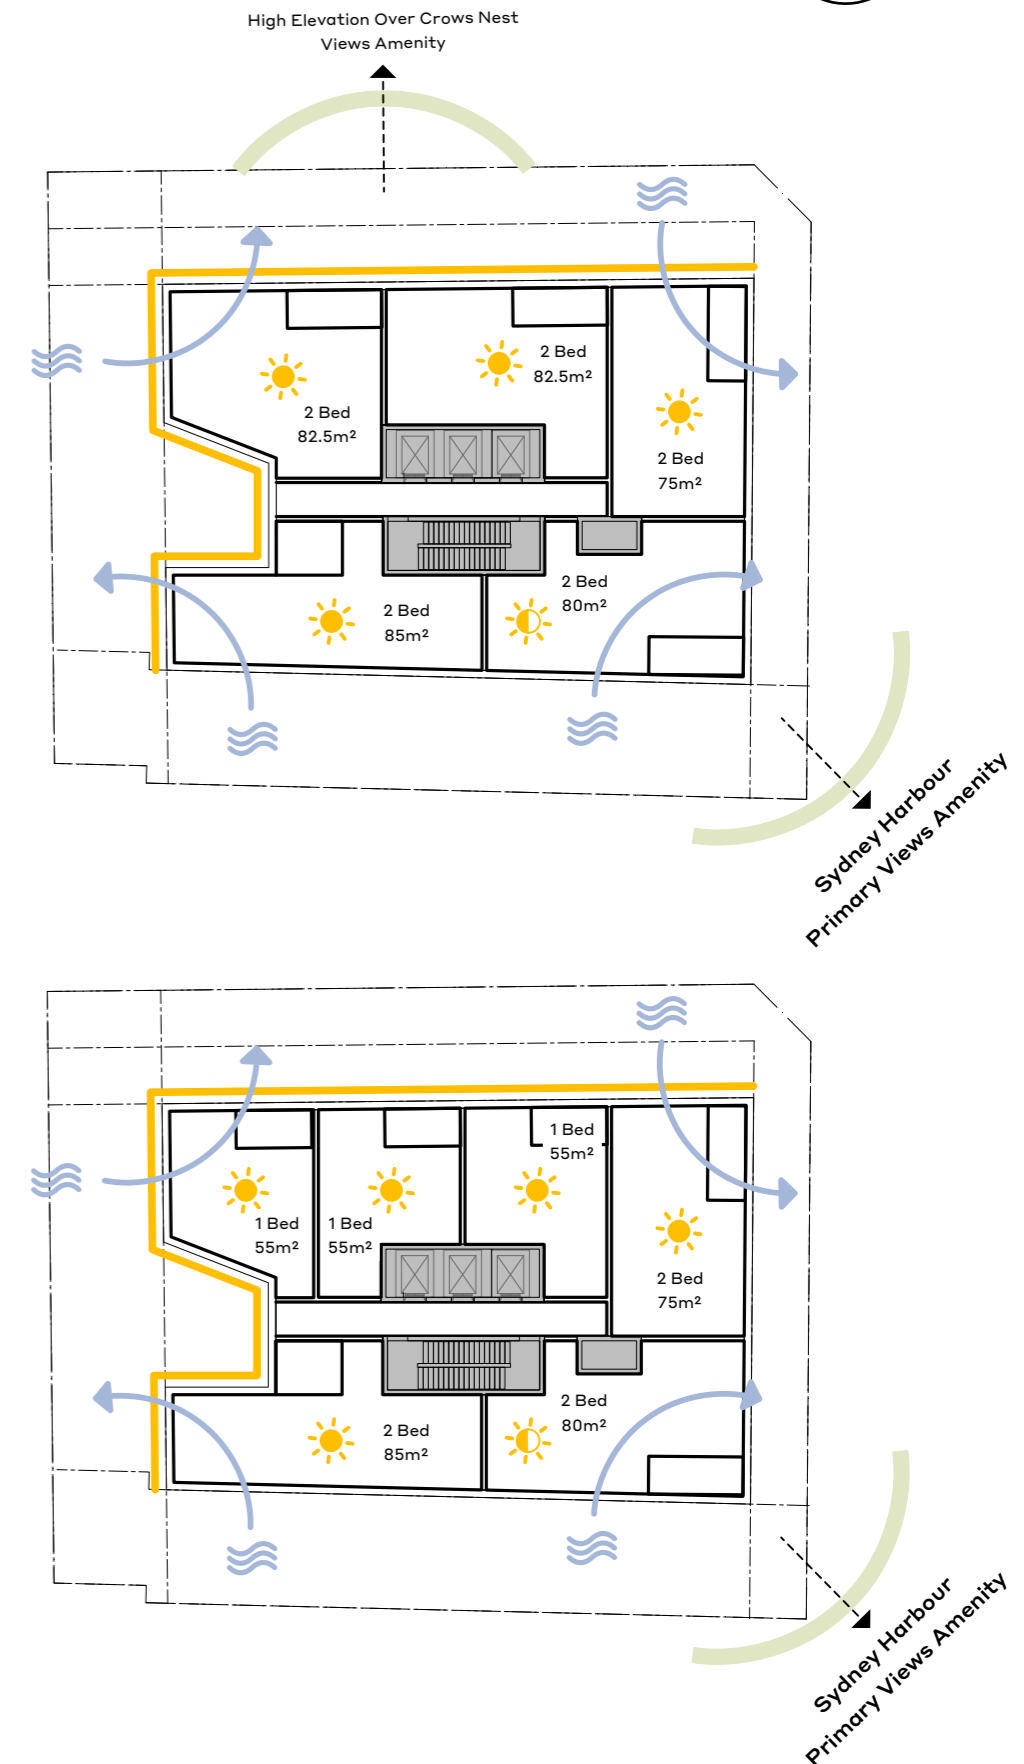 High Elevation Over Crows Nest
Views Amenity
2 Bed
82.5m²
2 Bed
82.5m²
2 Bed
75m²
2 Bed
85m²
2 Bed
80m²
Sydney Harbour
Primary Views Amenity
1 Bed
55m²
1 Bed
55m²
1 Bed
55m²
2 Bed
75m²
2 Bed
85m²
2 Bed
80m²
Sydney Harbour
Primary Views Amenity